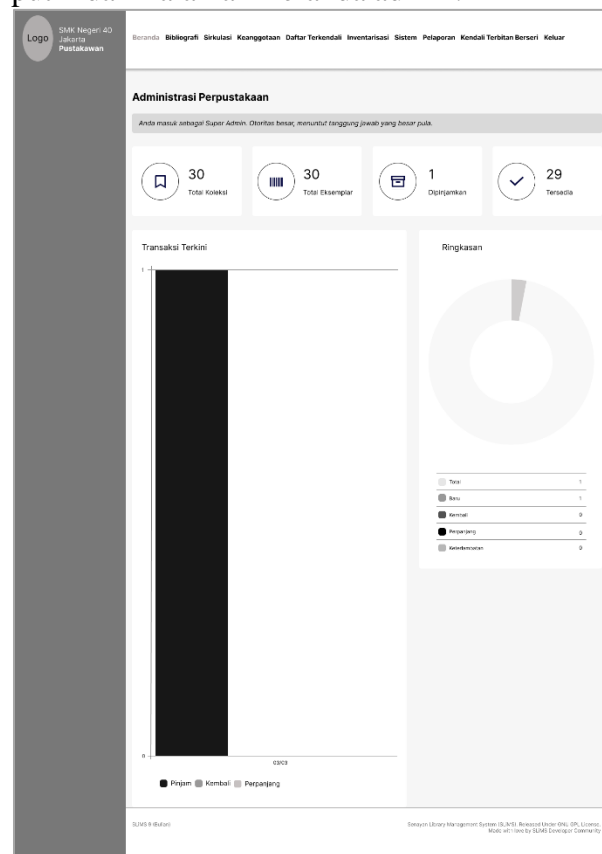 Logo
SMK Negeri 40
Jakarta
Pustakawan
Beranda Bibliografi Sirkulasi Keanggotaan Daftar Terkendali Inventarisasi Sistem Pelaporan Kendali Terbitan Berseri Keluar
Administrasi Perpustakaan
Anda masuk sebagai Super Admin. Otoritas besar, menuntut tanggung jawab yang besar pula.
30
Total Koleksi
30
Total Eksemplar
1
Dipinjamkan
29
Tersedia
Transaksi Terkini
1
0
03/03
Pinjam Kembali Perpanjang
Ringkasan
Total 1
Baru 1
Kembali 0
Perpanjang 0
Keterlambatan 0
SLIMS 9 (Bulian)
Senayan Library Management System (SLiMS). Released Under GNU GPL License.
Made with love by SLiMS Developer Community